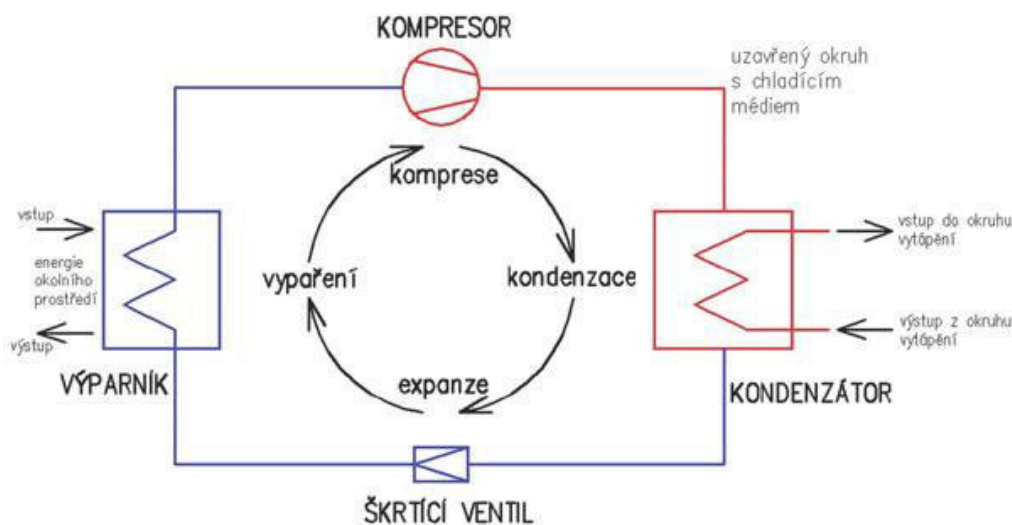 KOMPRESOR
uzavřený okruh
s chladícím
médiem
komprese
vstup
energie
okolního
prostředí
výstup
vypaření
kondenzace
vstup do okruhu
vytápění
výstup z okruhu
vytápění
VÝPARNÍK
expanze
KONDENZÁTOR
ŠKRTÍCÍ VENTIL